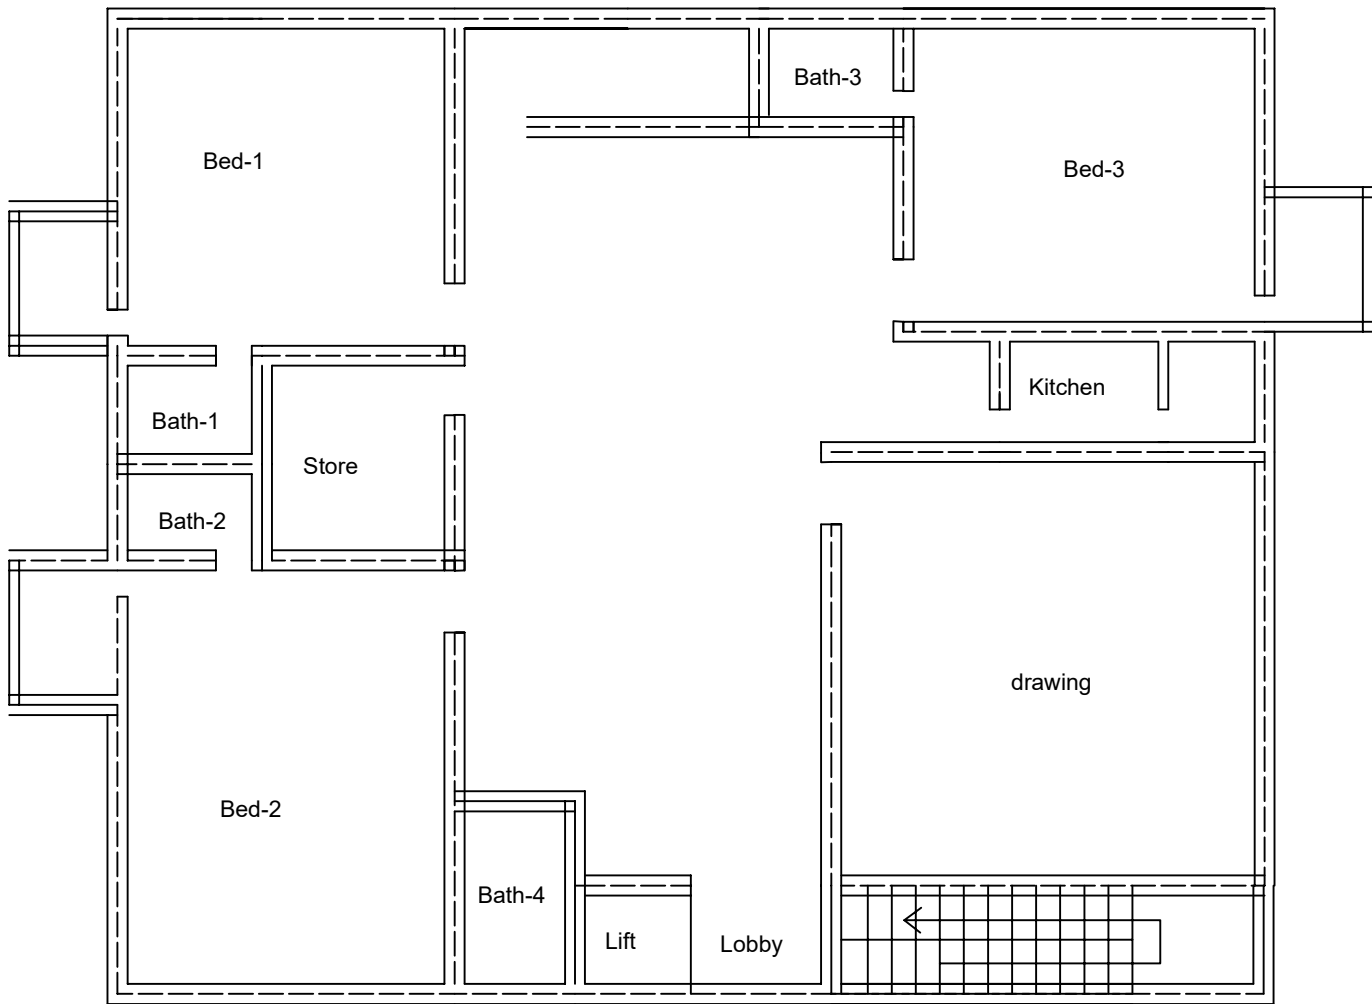 Bath-3
Bed-1
Bed-3
Kitchen
Bath-1
Store
Bath-2
drawing
Bed-2
Bath-4
Lift
Lobby